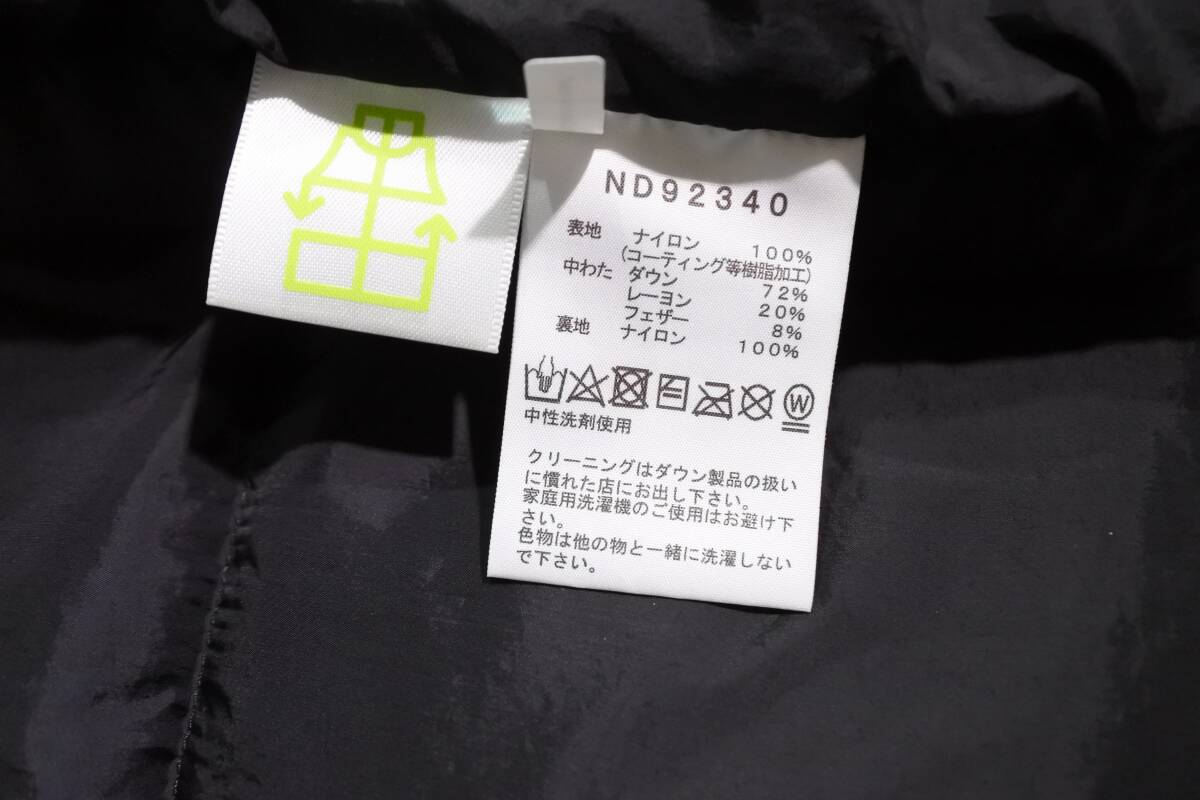 ND92340
表地 ナイロン 100%
(コーティング等樹脂加工)
中わた ダウン 72%
レーヨン 20%
フェザー 8%
裏地 ナイロン 100%
W
中性洗剤使用
クリーニングはダウン製品の扱い
に慣れた店にお出し下さい。
家庭用洗濯機のご使用はお避け下
さい。
色物は他の物と一緒に洗濯しない
で下さい。